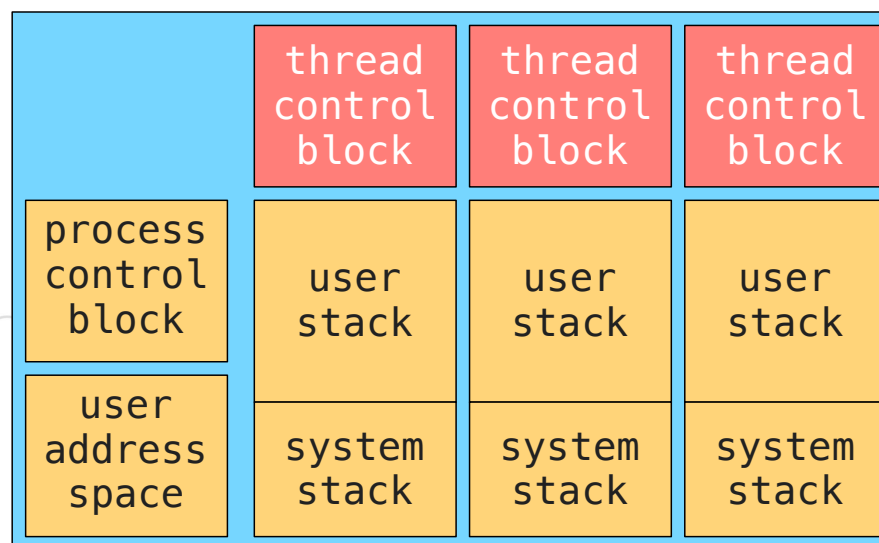 thread
control
block
thread
control
block
thread
control
block
process
control
block
user
address
space
user
stack
system
stack
user
stack
system
stack
user
stack
system
stack